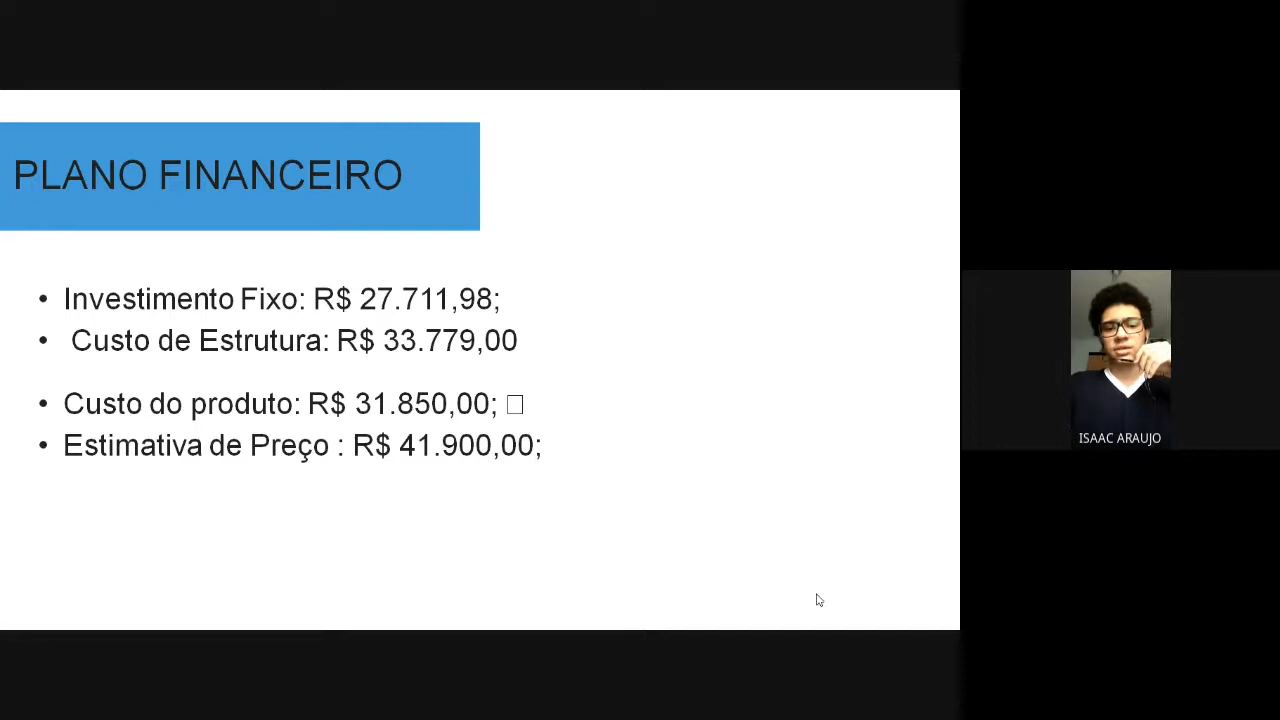 PLANO FINANCEIRO
• Investimento Fixo: R$ 27.711,98;
• Custo de Estrutura: R$ 33.779,00
• Custo do produto: R$ 31.850,00; □
• Estimativa de Preço : R$ 41.900,00;
ISAAC ARAUJO